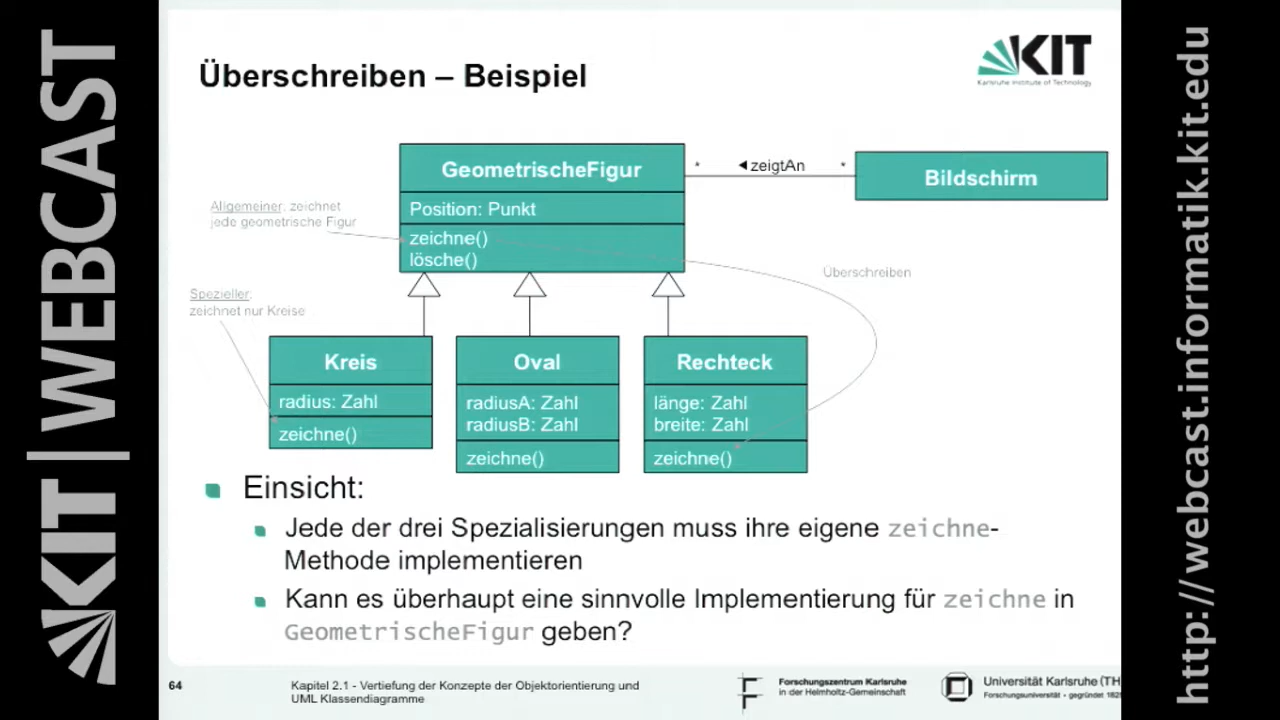 KIT | WEBCAST
Überschreiben – Beispiel
KIT
Karlsruhe Institute of Technology
GeometrischeFigur
Position: Punkt
zeichne()
lösche()
* ◄zeigtAn *
Bildschirm
Allgemeiner: zeichnet
jede geometrische Figur
Überschreiben
Spezieller:
zeichnet nur Kreise
Kreis
radius: Zahl
zeichne()
Oval
radiusA: Zahl
radiusB: Zahl
zeichne()
Rechteck
länge: Zahl
breite: Zahl
zeichne()
Einsicht:
Jede der drei Spezialisierungen muss ihre eigene zeichne-
Methode implementieren
Kann es überhaupt eine sinnvolle Implementierung für zeichne in
GeometrischeFigur geben?
64
Kapitel 2.1 - Vertiefung der Konzepte der Objektorientierung und
UML Klassendiagramme
Forschungszentrum Karlsruhe
in der Helmholtz-Gemeinschaft
Universität Karlsruhe (TH
Forschungsuniversität - gegründet 182
http://webcast.informatik.kit.edu